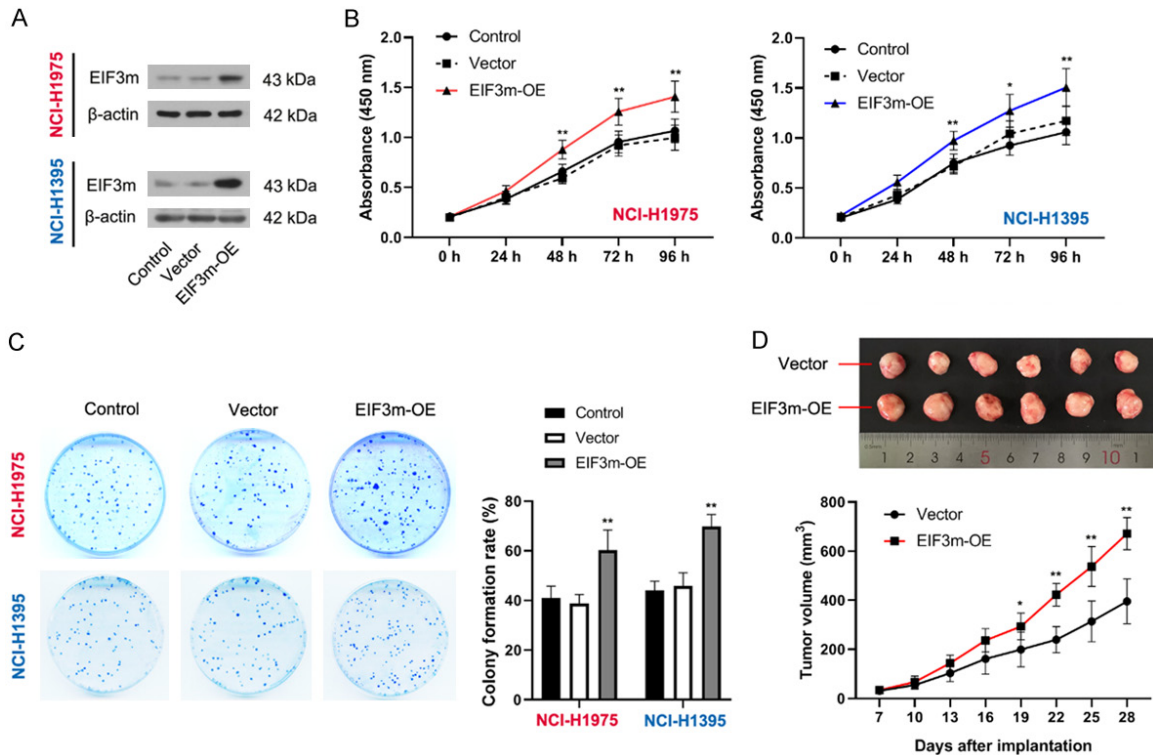 A
NCI-H1975
EIF3m 43 kDa
β-actin 42 kDa
NCI-H1395
EIF3m 43 kDa
β-actin 42 kDa
Control Vector EIF3m-OE
B
Absorbance (450 nm)
2.0
1.5
1.0
0.5
0.0
Control
Vector
EIF3m-OE
** ** **
NCI-H1975
0 h 24 h 48 h 72 h 96 h
Absorbance (450 nm)
2.0
1.5
1.0
0.5
0.0
Control
Vector
EIF3m-OE
** * **
NCI-H1395
0 h 24 h 48 h 72 h 96 h
C
Control Vector EIF3m-OE
NCI-H1975
NCI-H1395
Control
Vector
EIF3m-OE
Colony formation rate (%)
80
60
40
20
0
** **
NCI-H1975 NCI-H1395
D
Vector
EIF3m-OE
1 2 3 4 5 6 7 8 9 10 1
Vector
EIF3m-OE
Tumor volume (mm³)
800
600
400
200
0
* ** ** **
7 10 13 16 19 22 25 28
Days after implantation